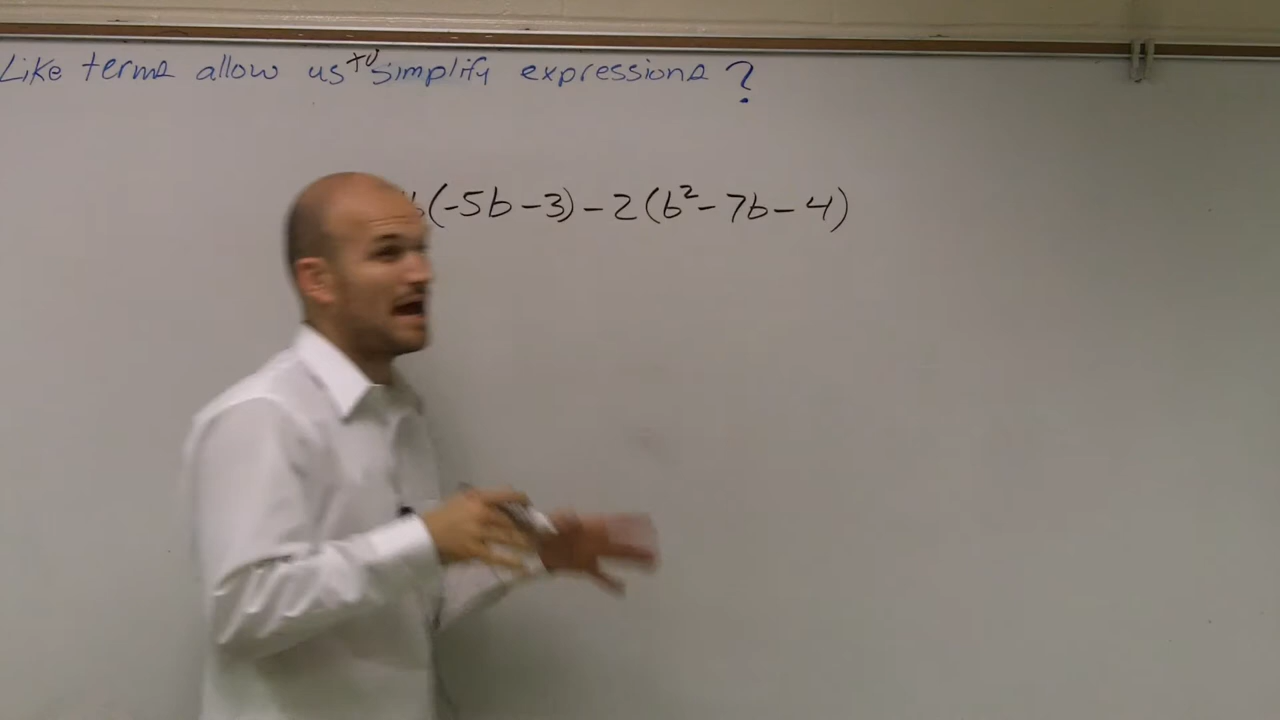 Like terms allow us to simplify expressions ?
b(-5b-3)-2(b²-7b-4)